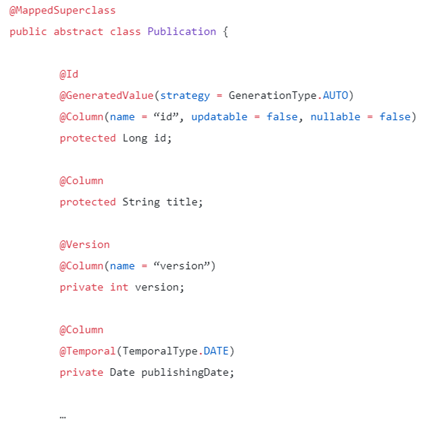 @MappedSuperclass
public abstract class Publication {
@Id
@GeneratedValue(strategy = GenerationType.AUTO)
@Column(name = “id”, updatable = false, nullable = false)
protected Long id;
@Column
protected String title;
@Version
@Column(name = “version”)
private int version;
@Column
@Temporal(TemporalType.DATE)
private Date publishingDate;
…